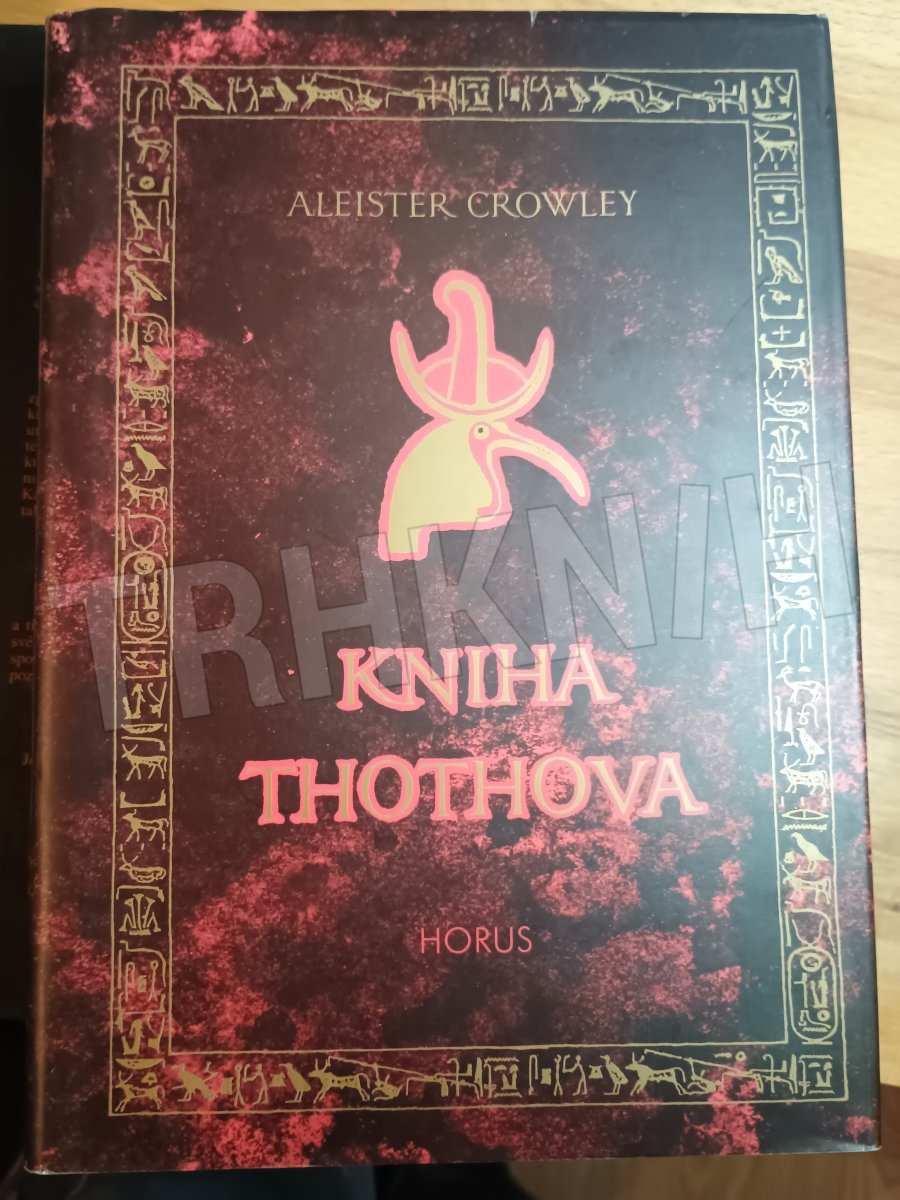 ALEISTER CROWLEY
TRHKNIH
KNIHA
THOTHOVA
HORUS